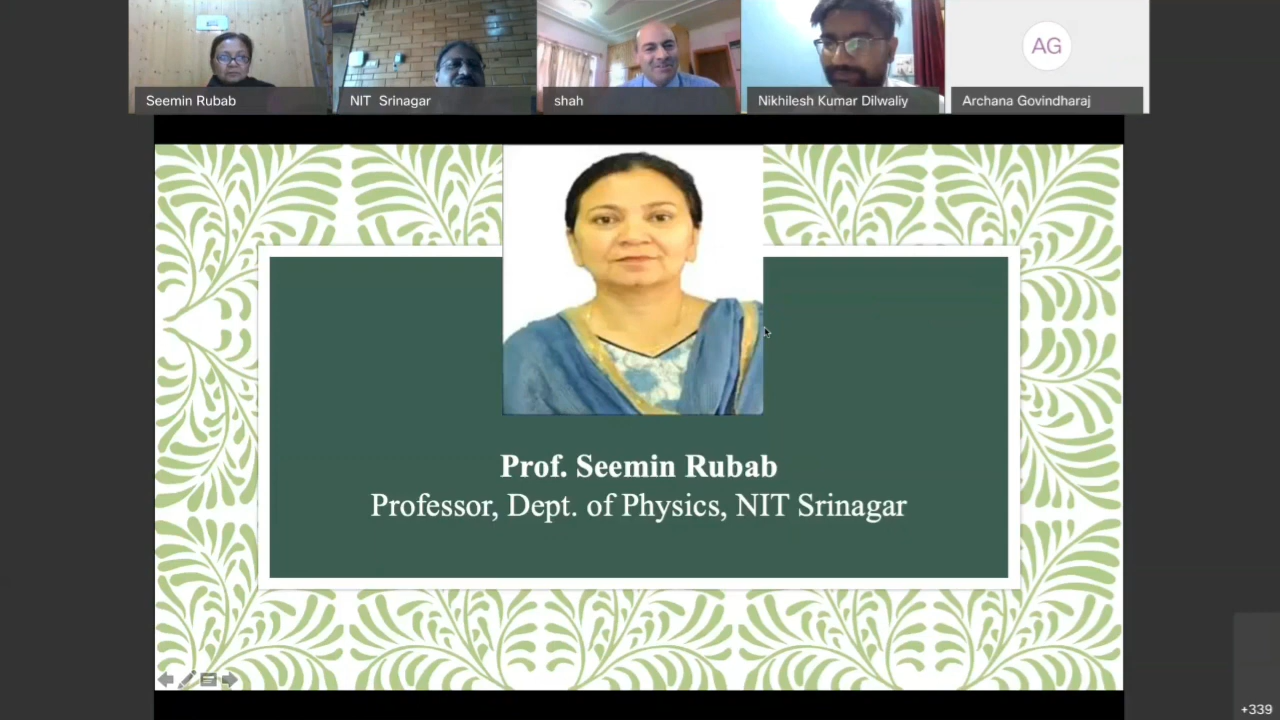 Seemin Rubab
NIT Srinagar
shah
Nikhilesh Kumar Dilwaliy
AG
Archana Govindharaj
Prof. Seemin Rubab
Professor, Dept. of Physics, NIT Srinagar
+339